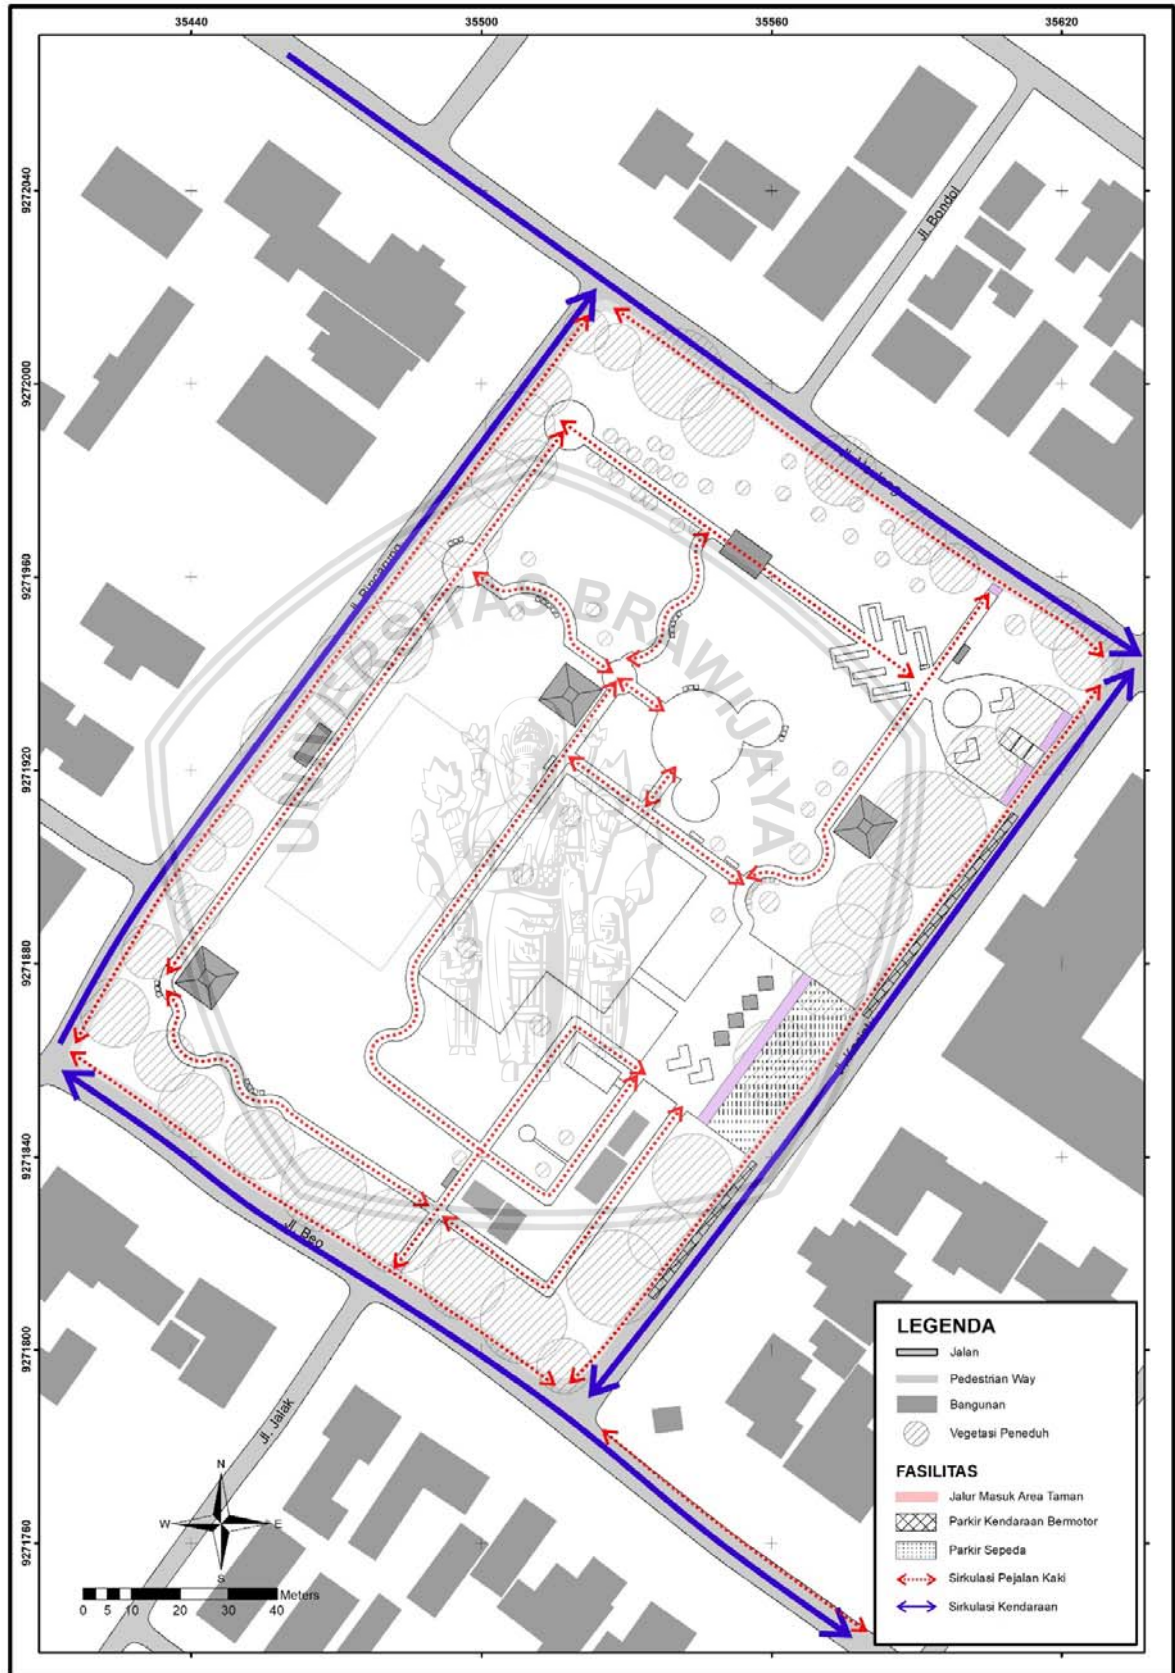 35440 35500 35560 35620
9272040
9272000
9271960
9271920
9271880
9271840
9271800
9271760
Jl. Bondol
UNIVERSITAS BRAWIJAYA
Jl. Beo
Jl. Jalak
N
W E
S
Meters
0 5 10 20 30 40
LEGENDA
Jalan
Pedestrian Way
Bangunan
Vegetasi Peneduh
FASILITAS
Jalur Masuk Area Taman
Parkir Kendaraan Bermotor
Parkir Sepeda
Sirkulasi Pejalan Kaki
Sirkulasi Kendaraan